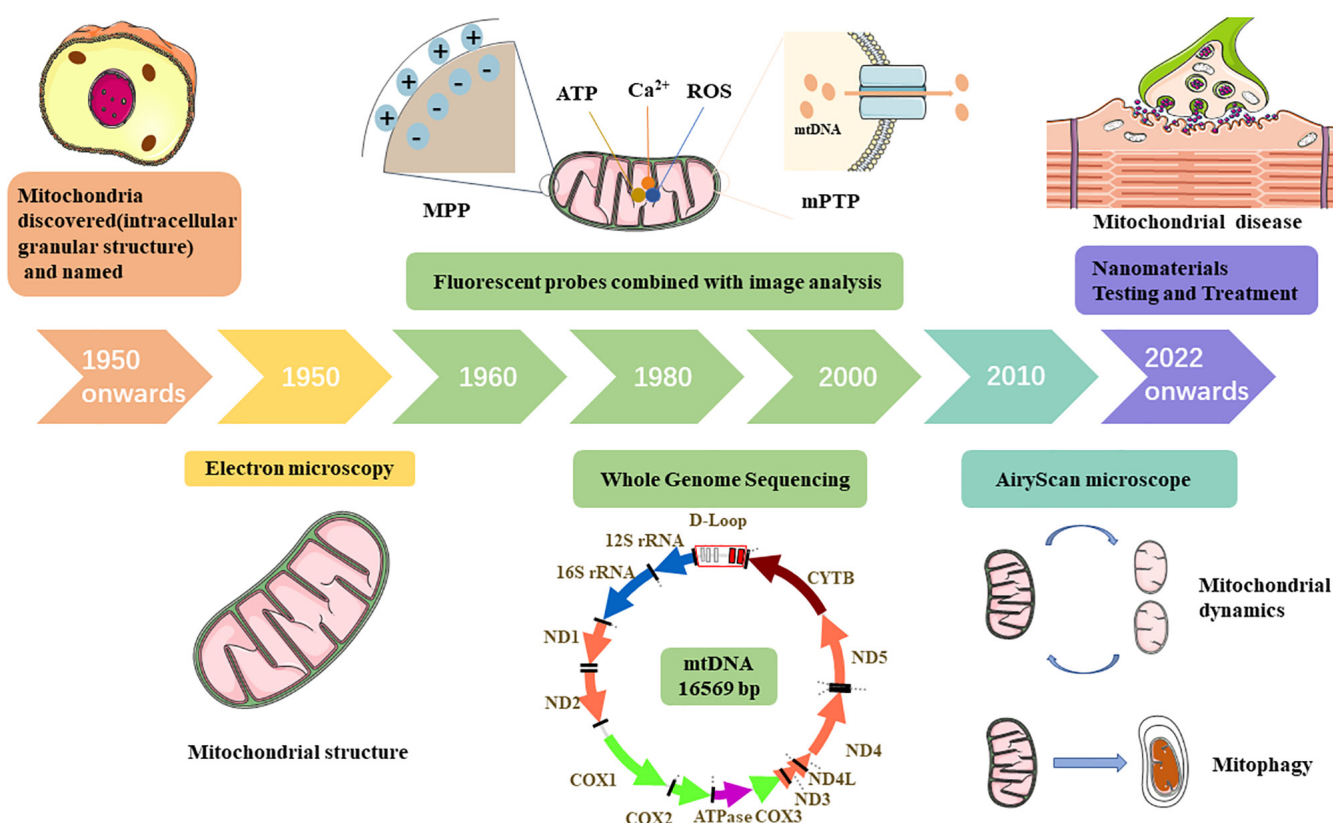 ATP
Ca²⁺
ROS
MPP
mtDNA
mPTP
Mitochondria
discovered(intracellular
granular structure)
and named
Mitochondrial disease
Fluorescent probes combined with image analysis
Nanomaterials
Testing and Treatment
1950
onwards
1950
1960
1980
2000
2010
2022
onwards
Electron microscopy
Whole Genome Sequencing
AiryScan microscope
Mitochondrial structure
D-Loop
12S rRNA
16S rRNA
CYTB
ND1
ND5
mtDNA
16569 bp
ND2
ND4
COX1
ND4L
ND3
COX2
ATPase
COX3
Mitochondrial
dynamics
Mitophagy
+
+
+
+
+
-
-
-
-
-